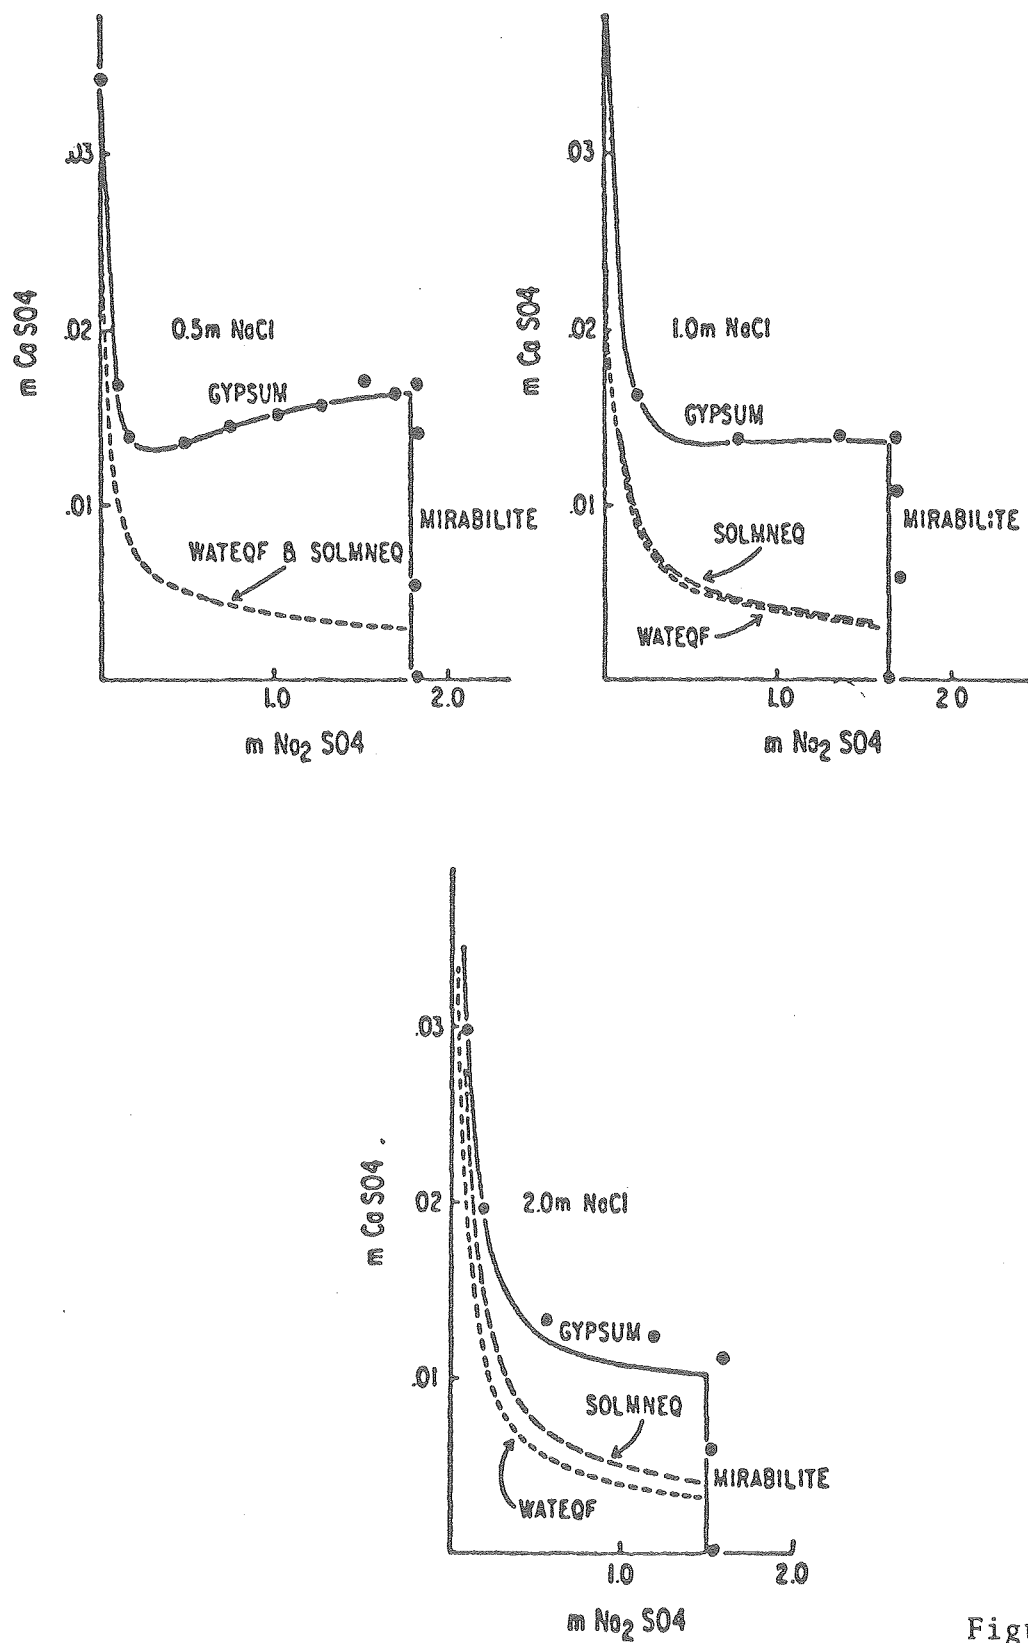 .03
.02
.01
m CaSO4
0.5m NaCl
GYPSUM
MIRABILITE
WATEQF & SOLMNEQ
1.0
2.0
m Na2 SO4
.03
.02
.01
m CaSO4
1.0m NaCl
GYPSUM
MIRABILITE
SOLMNEQ
WATEQF
1.0
20
m Na2 SO4
.03
02
.01
m CaSO4
2.0m NaCl
GYPSUM
SOLMNEQ
MIRABILITE
WATEQF
1.0
2.0
m Na2 SO4